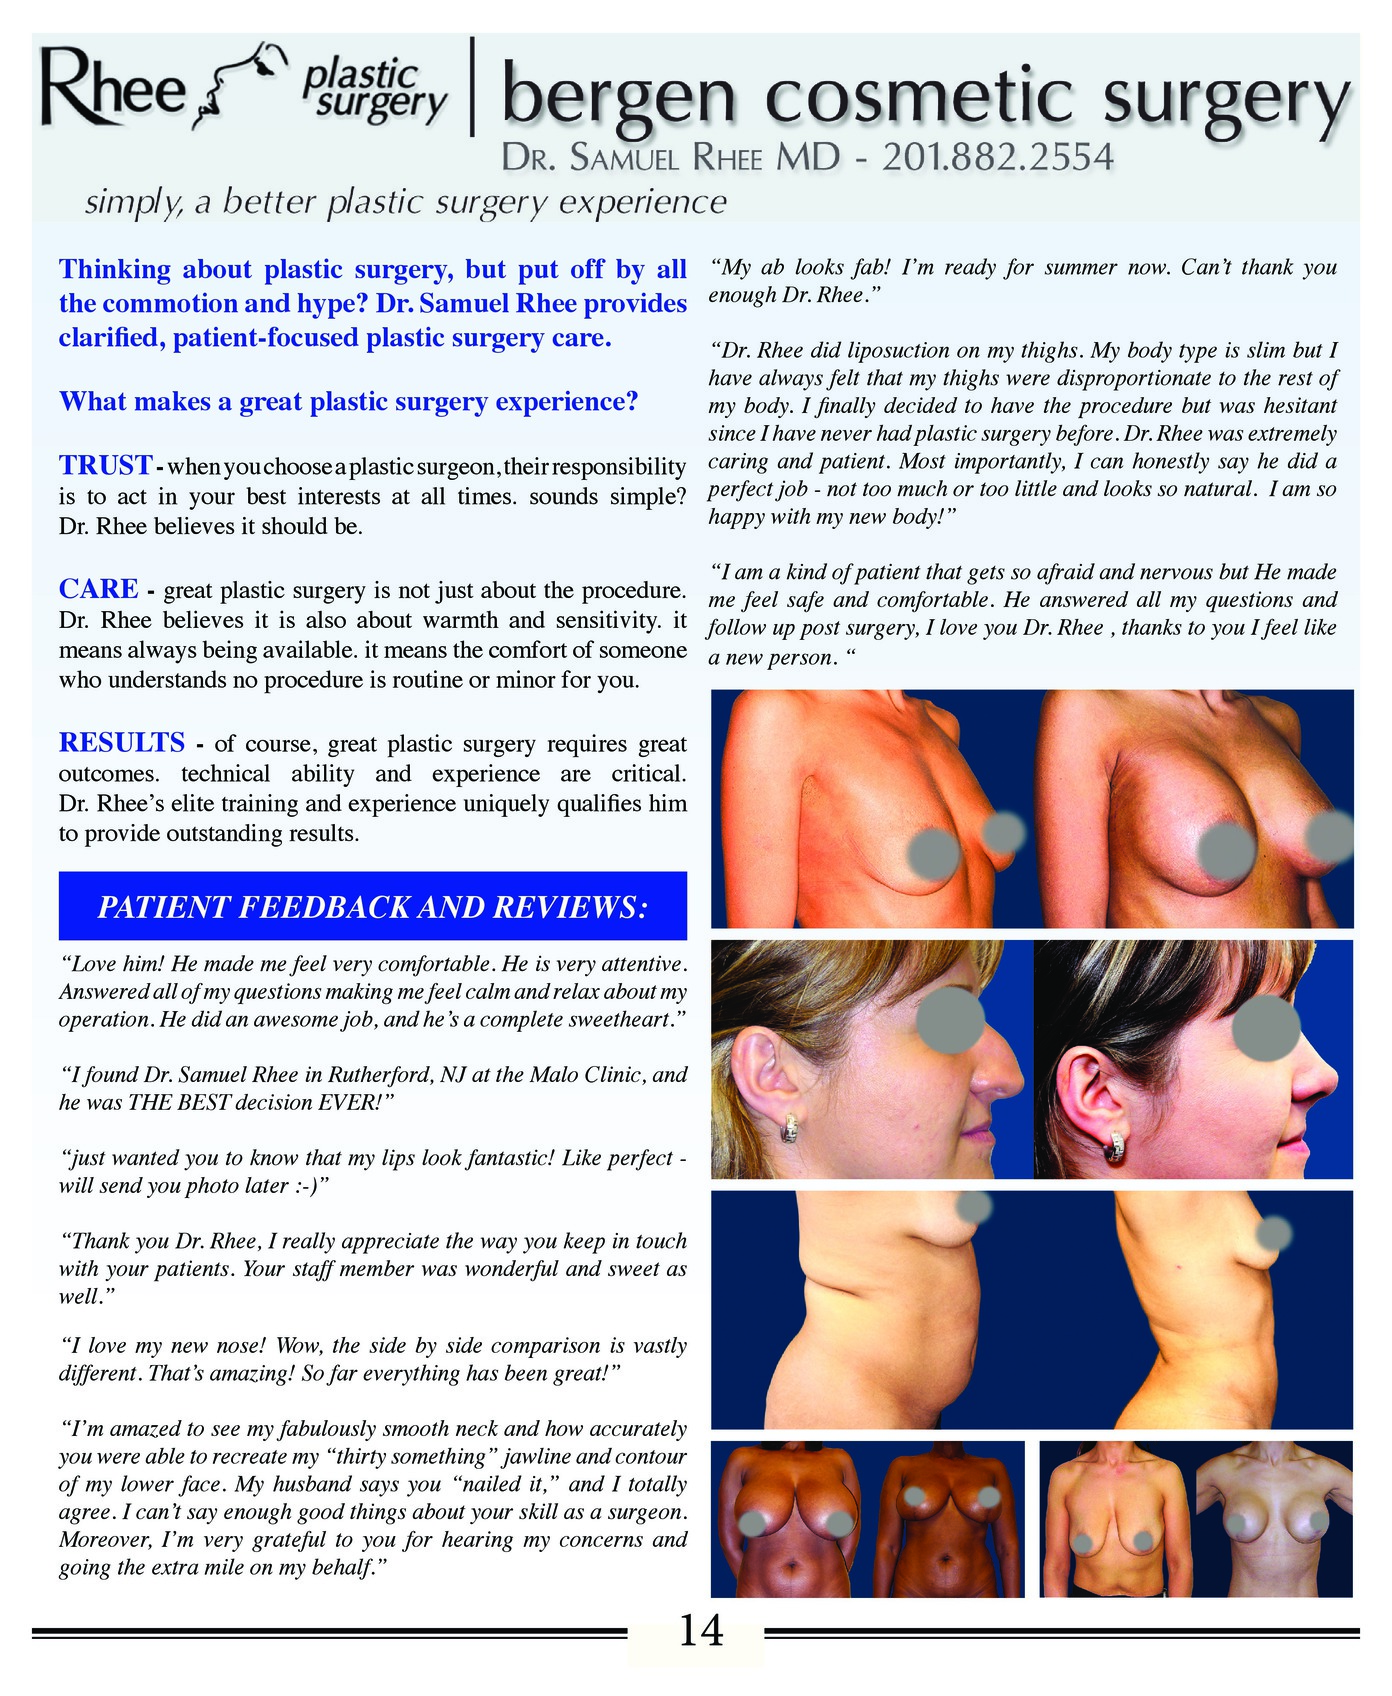 Rhee plastic surgery
bergen cosmetic surgery
DR. SAMUEL RHEE MD - 201.882.2554
simply, a better plastic surgery experience
Thinking about plastic surgery, but put off by all
the commotion and hype? Dr. Samuel Rhee provides
clarified, patient-focused plastic surgery care.
What makes a great plastic surgery experience?
TRUST - when you choose a plastic surgeon, their responsibility
is to act in your best interests at all times. sounds simple?
Dr. Rhee believes it should be.
CARE - great plastic surgery is not just about the procedure.
Dr. Rhee believes it is also about warmth and sensitivity. it
means always being available. it means the comfort of someone
who understands no procedure is routine or minor for you.
RESULTS - of course, great plastic surgery requires great
outcomes. technical ability and experience are critical.
Dr. Rhee’s elite training and experience uniquely qualifies him
to provide outstanding results.
PATIENT FEEDBACK AND REVIEWS:
“Love him! He made me feel very comfortable. He is very attentive.
Answered all of my questions making me feel calm and relax about my
operation. He did an awesome job, and he’s a complete sweetheart.”
“I found Dr. Samuel Rhee in Rutherford, NJ at the Malo Clinic, and
he was THE BEST decision EVER!”
“just wanted you to know that my lips look fantastic! Like perfect -
will send you photo later :-)”
“Thank you Dr. Rhee, I really appreciate the way you keep in touch
with your patients. Your staff member was wonderful and sweet as
well.”
“I love my new nose! Wow, the side by side comparison is vastly
different. That’s amazing! So far everything has been great!”
“I’m amazed to see my fabulously smooth neck and how accurately
you were able to recreate my “thirty something” jawline and contour
of my lower face. My husband says you “nailed it,” and I totally
agree. I can’t say enough good things about your skill as a surgeon.
Moreover, I’m very grateful to you for hearing my concerns and
going the extra mile on my behalf.”
“My ab looks fab! I’m ready for summer now. Can’t thank you
enough Dr. Rhee.”
“Dr. Rhee did liposuction on my thighs. My body type is slim but I
have always felt that my thighs were disproportionate to the rest of
my body. I finally decided to have the procedure but was hesitant
since I have never had plastic surgery before. Dr. Rhee was extremely
caring and patient. Most importantly, I can honestly say he did a
perfect job - not too much or too little and looks so natural. I am so
happy with my new body!”
“I am a kind of patient that gets so afraid and nervous but He made
me feel safe and comfortable. He answered all my questions and
follow up post surgery, I love you Dr. Rhee , thanks to you I feel like
a new person. “
14